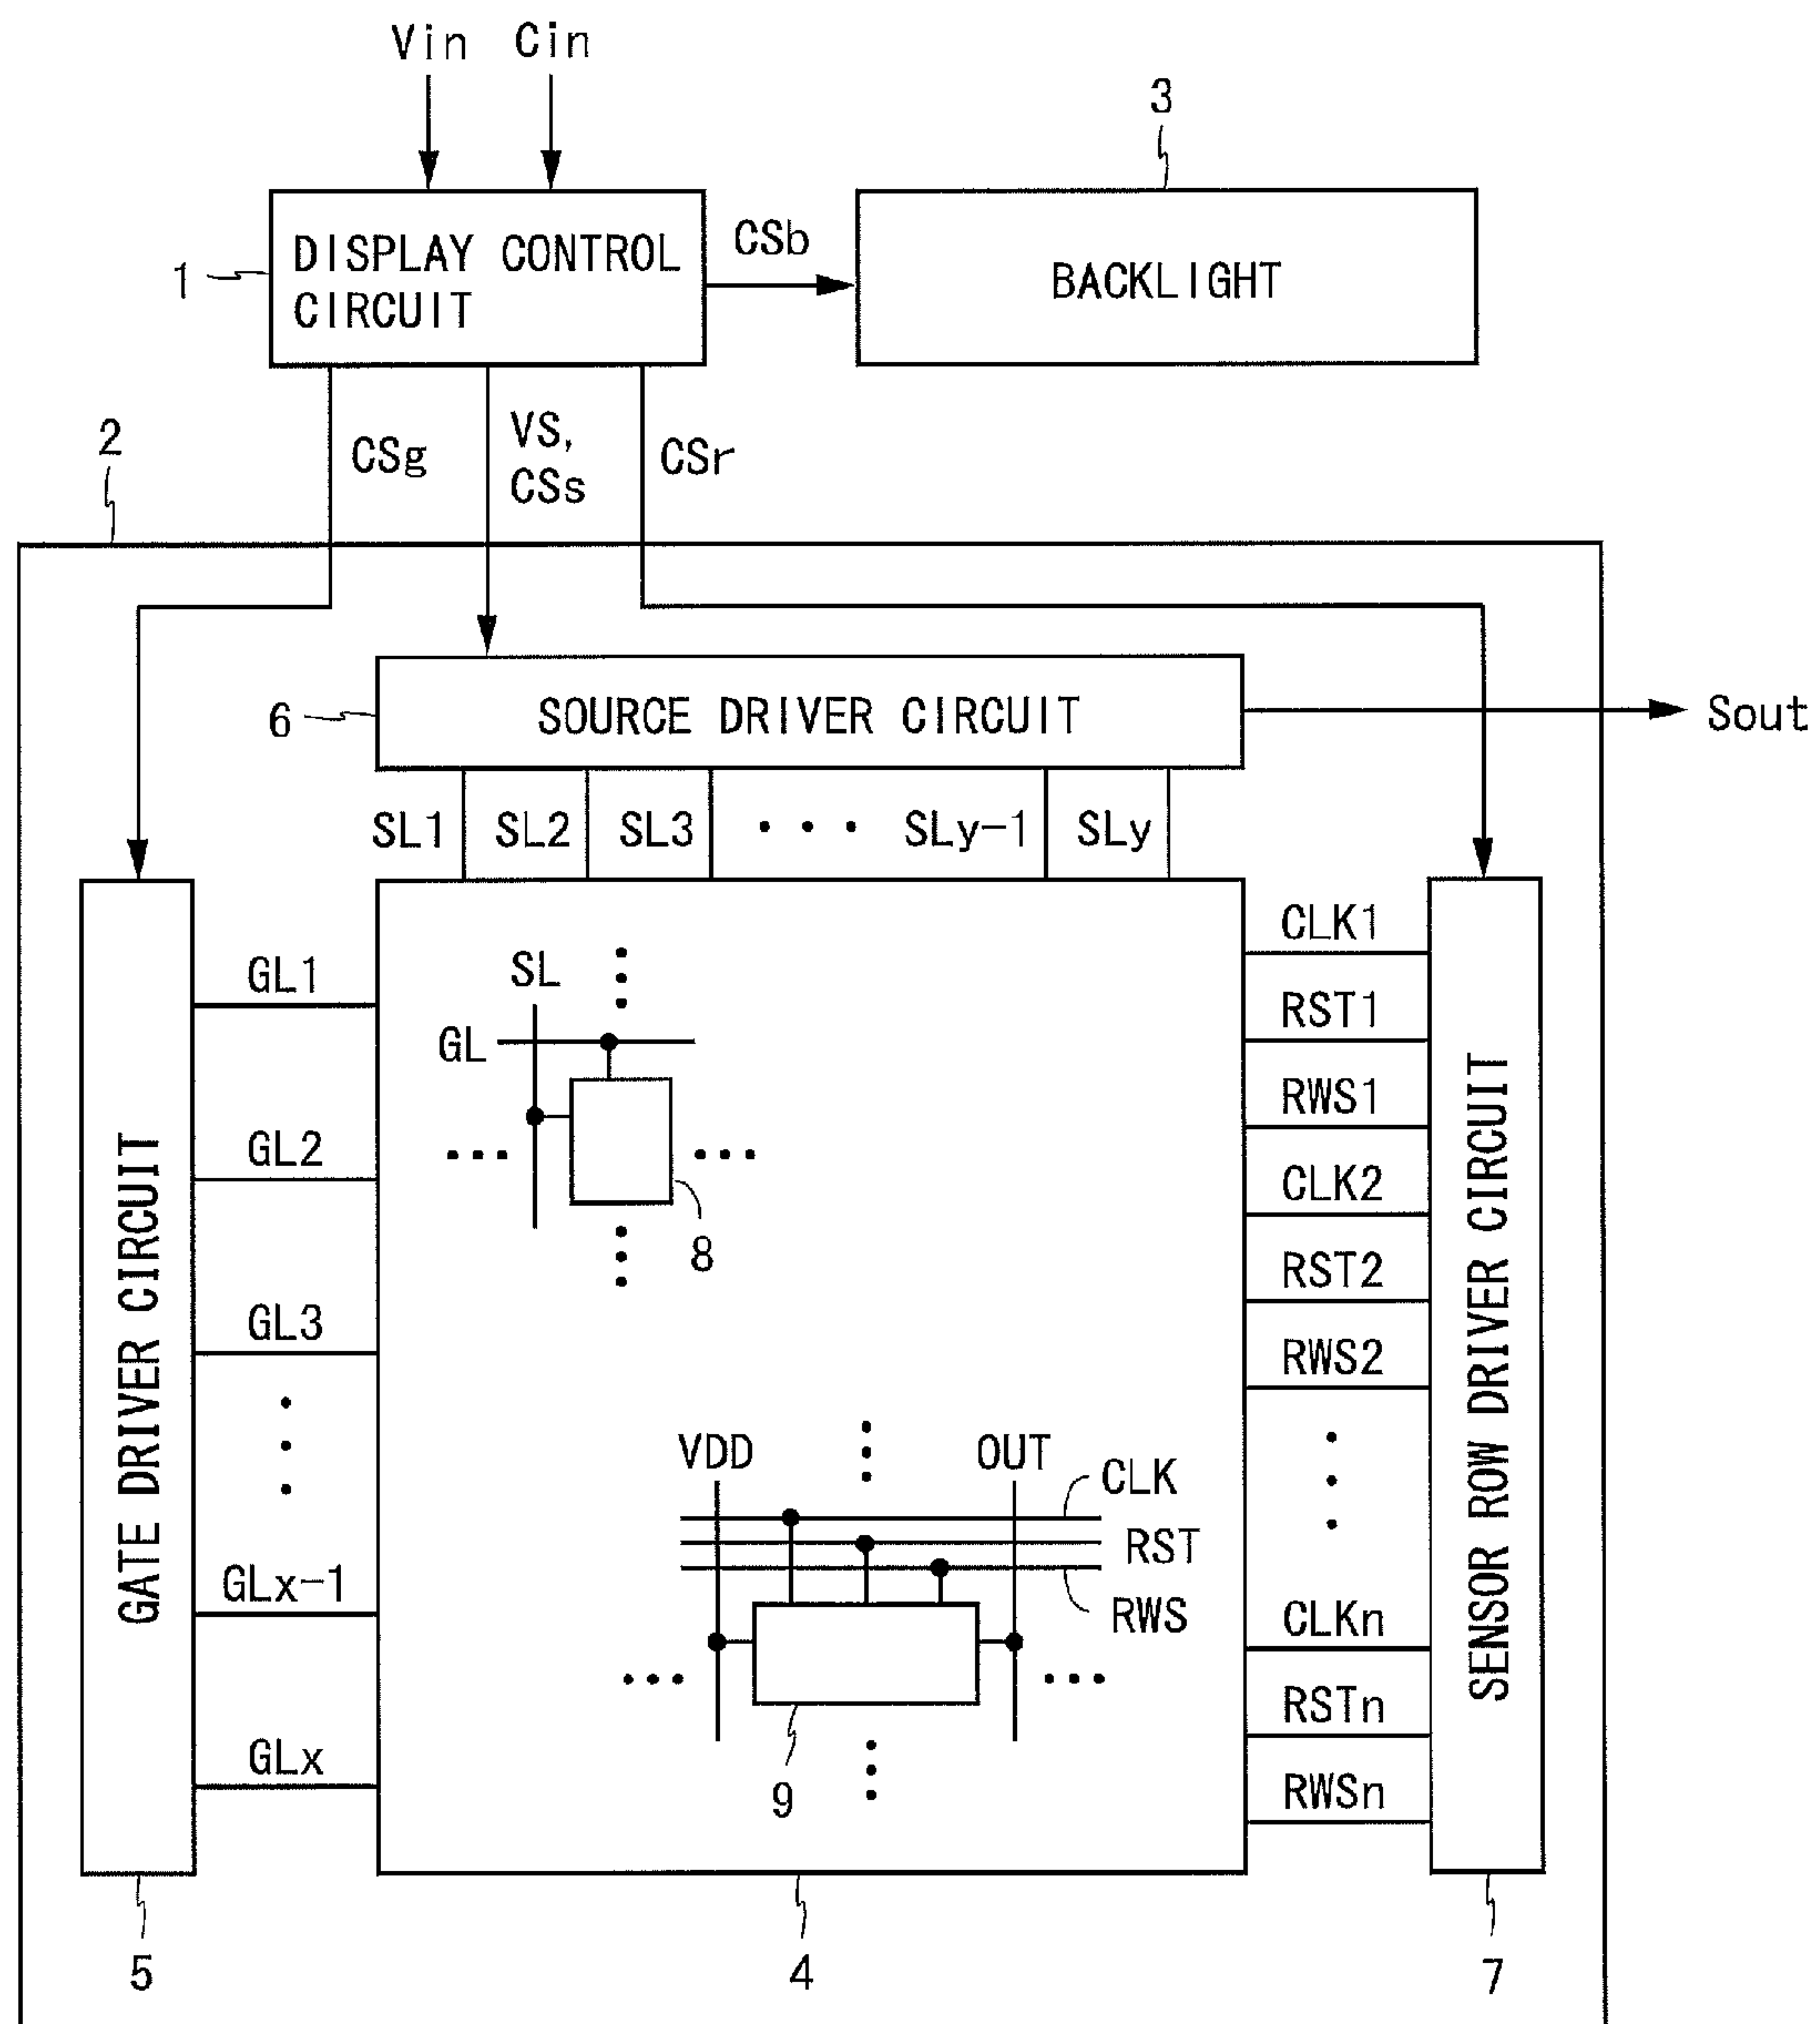 Vin Cin
3
DISPLAY CONTROL
CIRCUIT
1
CSb
BACKLIGHT
2
CSg
VS,
CSs
CSr
6
SOURCE DRIVER CIRCUIT
Sout
SL1 SL2 SL3 • • • SLy-1 SLy
GATE DRIVER CIRCUIT
GL1
GL2
GL3
GLx-1
GLx
SL
GL
8
VDD
OUT
CLK
RST
RWS
9
CLK1
RST1
RWS1
CLK2
RST2
RWS2
CLKn
RSTn
RWSn
SENSOR ROW DRIVER CIRCUIT
5
4
7